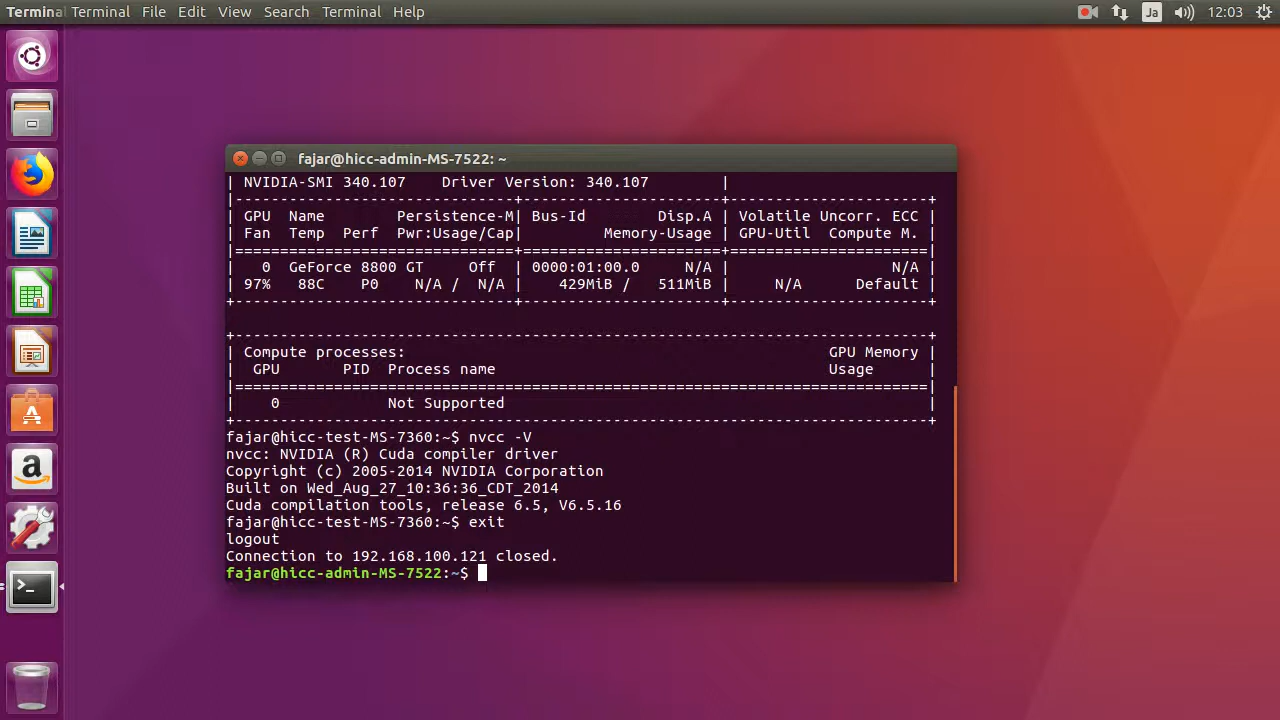 Terminal Terminal File Edit View Search Terminal Help Ja 12:03
fajar@hicc-admin-MS-7522: ~
| NVIDIA-SMI 340.107    Driver Version: 340.107        |
|-------------------------------+----------------------+----------------------+
| GPU  Name        Persistence-M| Bus-Id        Disp.A | Volatile Uncorr. ECC |
| Fan  Temp  Perf  Pwr:Usage/Cap|         Memory-Usage | GPU-Util  Compute M. |
|===============================+======================+======================|
|   0  GeForce 8800 GT     Off  | 0000:01:00.0     N/A |                  N/A |
| 97%   88C    P0    N/A /  N/A |   429MiB /   511MiB |     N/A      Default |
+-------------------------------+----------------------+----------------------+
+-----------------------------------------------------------------------------+
| Compute processes:                                               GPU Memory |
|  GPU       PID  Process name                                     Usage      |
|=============================================================================|
|    0            Not Supported                                               |
+-----------------------------------------------------------------------------+
fajar@hicc-test-MS-7360:~$ nvcc -V
nvcc: NVIDIA (R) Cuda compiler driver
Copyright (c) 2005-2014 NVIDIA Corporation
Built on Wed_Aug_27_10:36:36_CDT_2014
Cuda compilation tools, release 6.5, V6.5.16
fajar@hicc-test-MS-7360:~$ exit
logout
Connection to 192.168.100.121 closed.
fajar@hicc-admin-MS-7522:~$